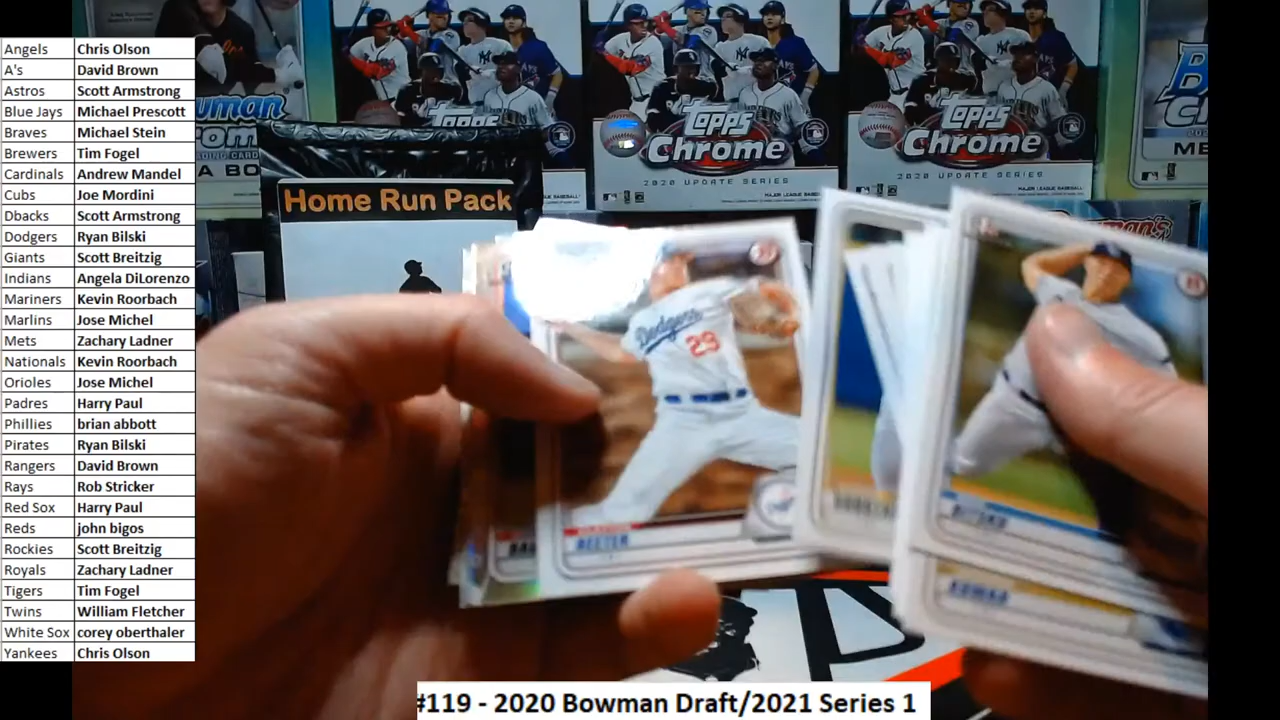 Angels Chris Olson
A's David Brown
Astros Scott Armstrong
Blue Jays Michael Prescott
Braves Michael Stein
Brewers Tim Fogel
Cardinals Andrew Mandel
Cubs Joe Mordini
Dbacks Scott Armstrong
Dodgers Ryan Bilski
Giants Scott Breitzig
Indians Angela DiLorenzo
Mariners Kevin Roorbach
Marlins Jose Michel
Mets Zachary Ladner
Nationals Kevin Roorbach
Orioles Jose Michel
Padres Harry Paul
Phillies brian abbott
Pirates Ryan Bilski
Rangers David Brown
Rays Rob Stricker
Red Sox Harry Paul
Reds john bigos
Rockies Scott Breitzig
Royals Zachary Ladner
Tigers Tim Fogel
Twins William Fletcher
White Sox corey oberthaler
Yankees Chris Olson
Topps
Topps
Chrome
2020 UPDATE SERIES
Topps
Chrome
2020 UPDATE SERIES
Home Run Pack
Dodgers
29
BEETER
#119 - 2020 Bowman Draft/2021 Series 1